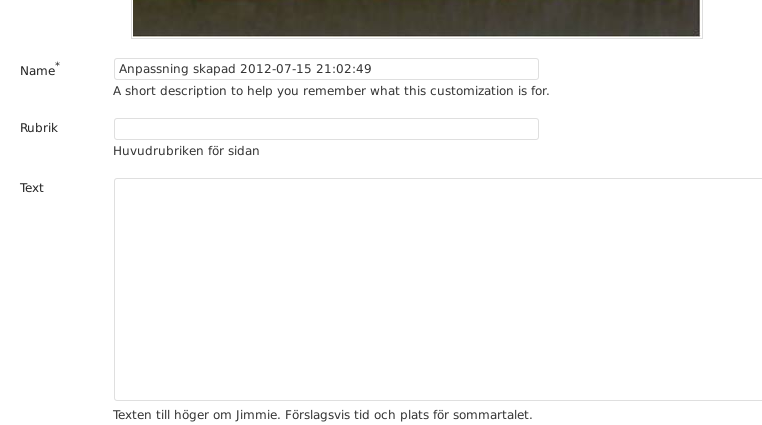 Name*
Anpassning skapad 2012-07-15 21:02:49
A short description to help you remember what this customization is for.
Rubrik
Huvudrubriken för sidan
Text
Texten till höger om Jimmie. Förslagsvis tid och plats för sommartalet.